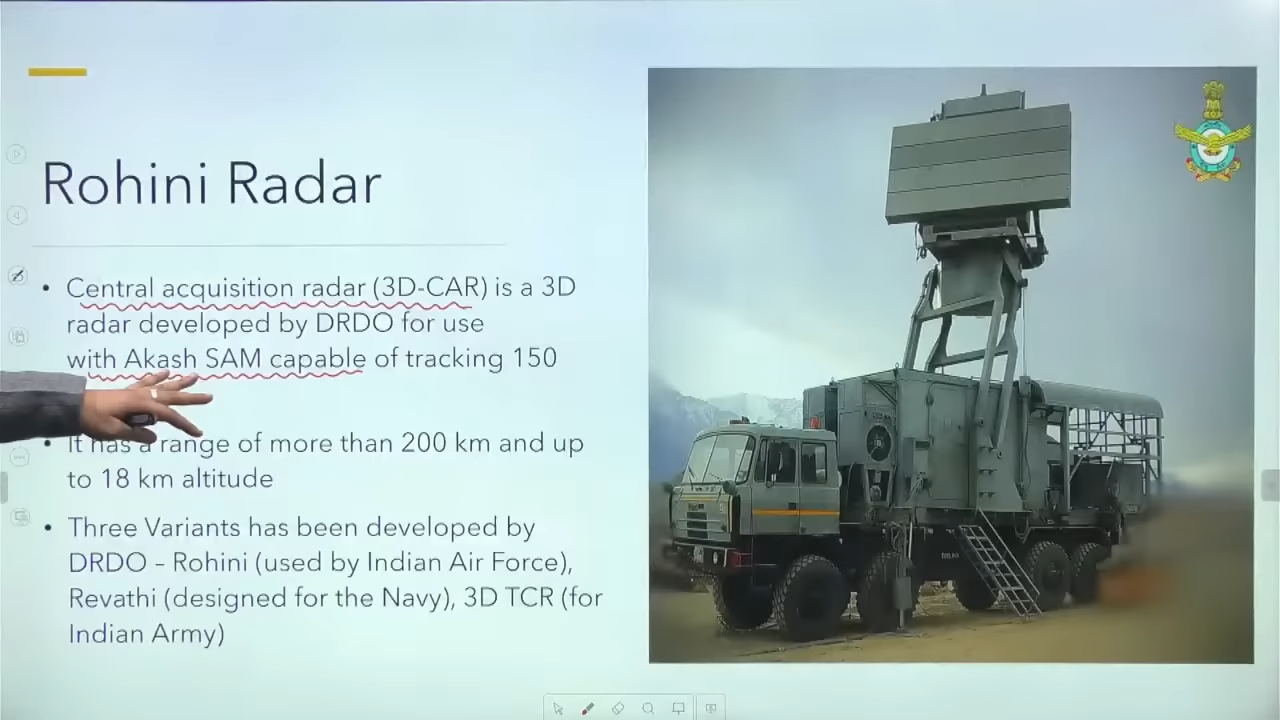 Rohini Radar
• Central acquisition radar (3D-CAR) is a 3D
radar developed by DRDO for use
with Akash SAM capable of tracking 150
• It has a range of more than 200 km and up
to 18 km altitude
• Three Variants has been developed by
DRDO – Rohini (used by Indian Air Force),
Revathi (designed for the Navy), 3D TCR (for
Indian Army)